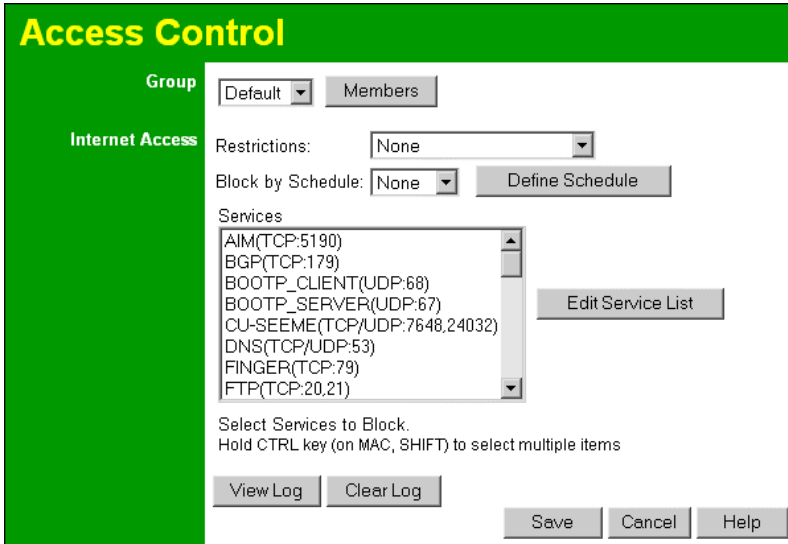 Access Control
Group Default Members
Internet Access Restrictions: None
Block by Schedule: None Define Schedule
Services
AIM(TCP:5190)
BGP(TCP:179)
BOOTP_CLIENT(UDP:68)
BOOTP_SERVER(UDP:67)
CU-SEEME(TCP/UDP:7648,24032)
DNS(TCP/UDP:53)
FINGER(TCP:79)
FTP(TCP:20,21)
Edit Service List
Select Services to Block.
Hold CTRL key (on MAC, SHIFT) to select multiple items
View Log Clear Log
Save Cancel Help